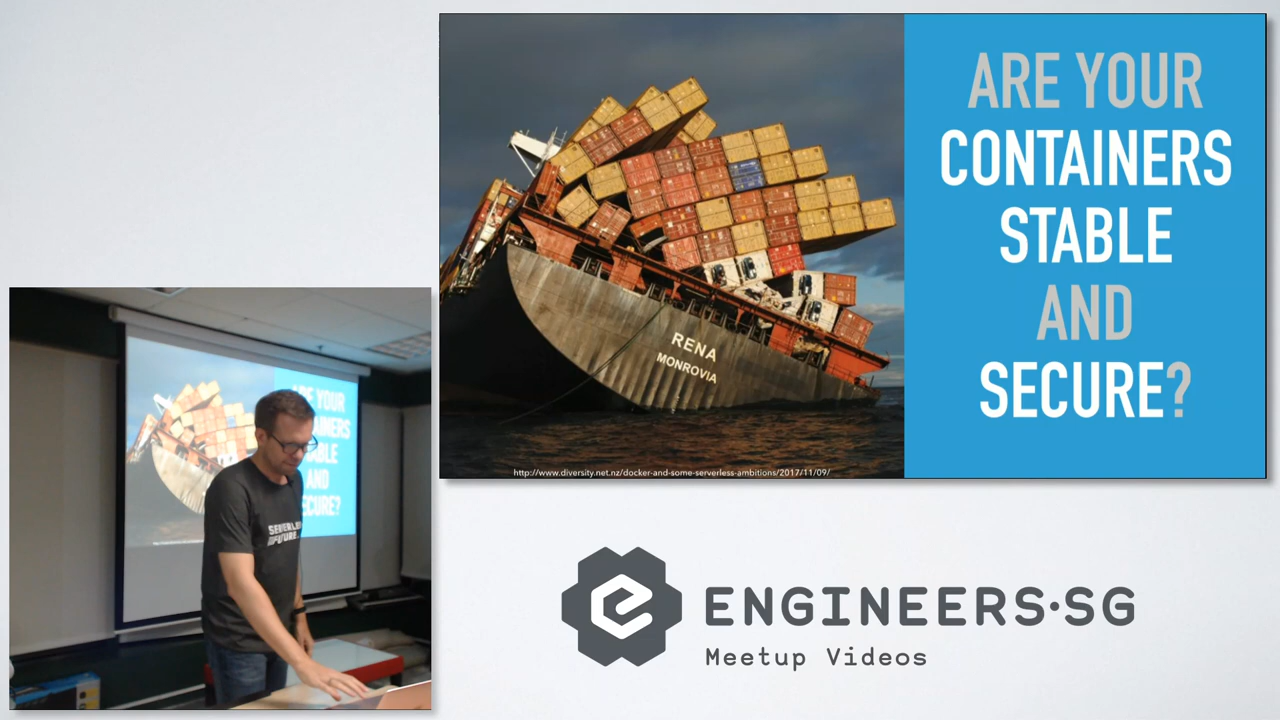 ARE YOUR
CONTAINERS
STABLE
AND
SECURE?
RENA
MONROVIA
http://www.diversity.net.nz/docker-and-some-serverless-ambitions/2017/11/09/
ENGINEERS·SG
Meetup Videos